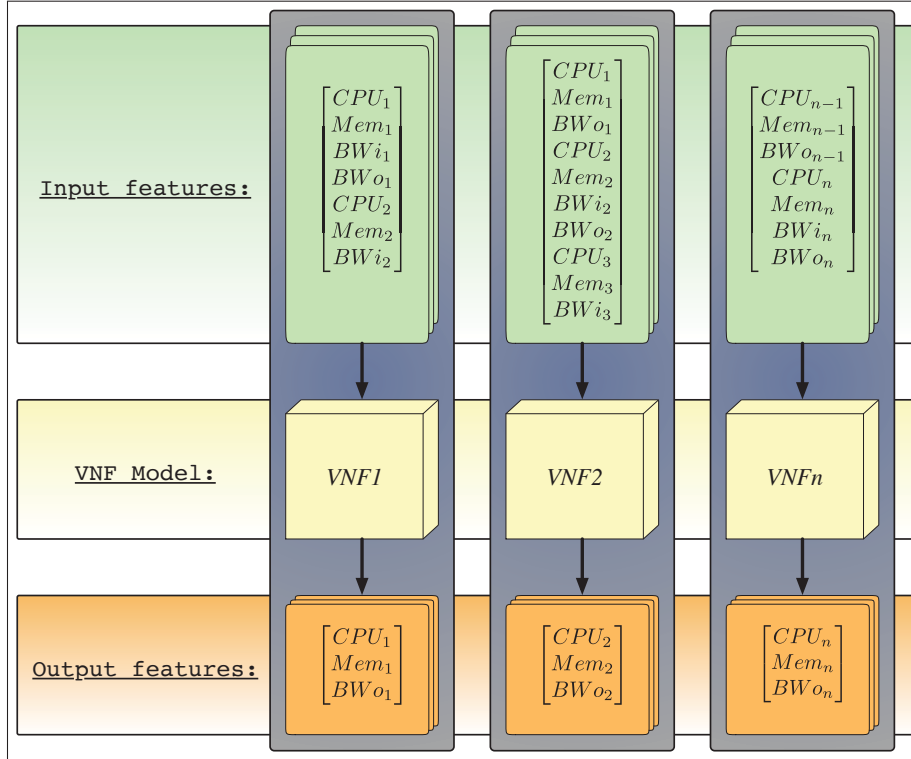 Input features:
CPU₁
Mem₁
BWi₁
BWo₁
CPU₂
Mem₂
BWi₂
CPU₁
Mem₁
BWo₁
CPU₂
Mem₂
BWi₂
BWo₂
CPU₃
Mem₃
BWi₃
CPUₙ₋₁
Memₙ₋₁
BWoₙ₋₁
CPUₙ
Memₙ
BWiₙ
BWoₙ
VNF Model:
VNF1
VNF2
VNFn
Output features:
CPU₁
Mem₁
BWo₁
CPU₂
Mem₂
BWo₂
CPUₙ
Memₙ
BWoₙ